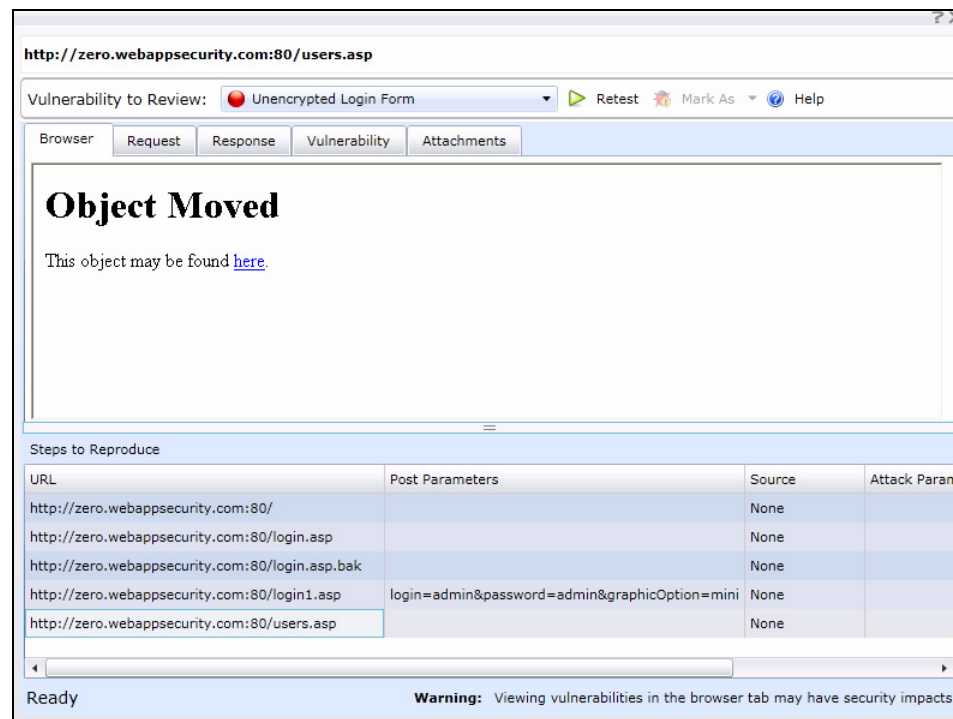 ?
http://zero.webappsecurity.com:80/users.asp
Vulnerability to Review: Unencrypted Login Form Retest Mark As ? Help
Browser Request Response Vulnerability Attachments
Object Moved
This object may be found here.
Steps to Reproduce
URL Post Parameters Source Attack Param
http://zero.webappsecurity.com:80/ None
http://zero.webappsecurity.com:80/login.asp None
http://zero.webappsecurity.com:80/login.asp.bak None
http://zero.webappsecurity.com:80/login1.asp login=admin&password=admin&graphicOption=mini None
http://zero.webappsecurity.com:80/users.asp None
Ready Warning: Viewing vulnerabilities in the browser tab may have security impacts